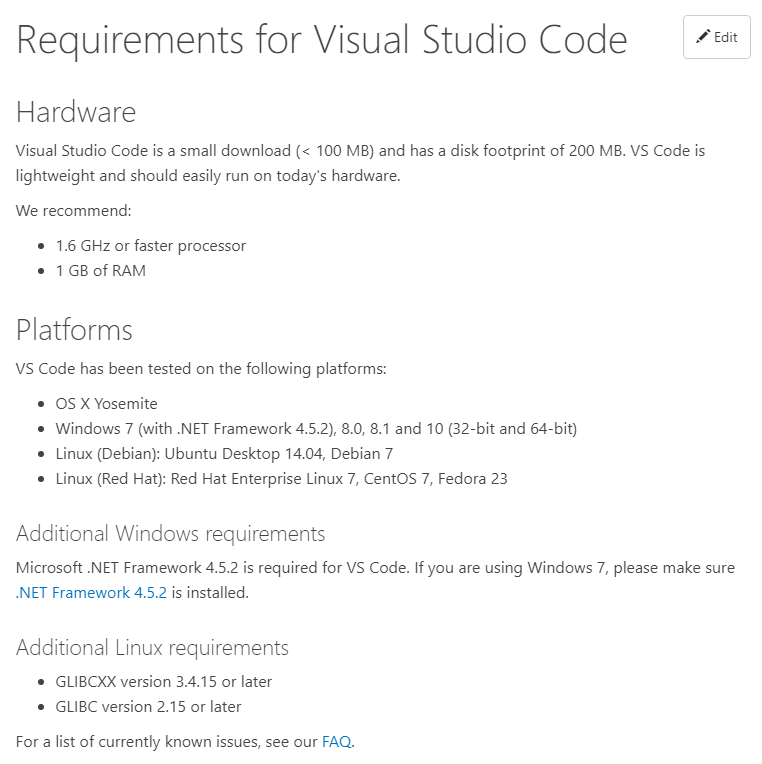 Requirements for Visual Studio Code
Edit
Hardware
Visual Studio Code is a small download (< 100 MB) and has a disk footprint of 200 MB. VS Code is
lightweight and should easily run on today's hardware.
We recommend:
• 1.6 GHz or faster processor
• 1 GB of RAM
Platforms
VS Code has been tested on the following platforms:
• OS X Yosemite
• Windows 7 (with .NET Framework 4.5.2), 8.0, 8.1 and 10 (32-bit and 64-bit)
• Linux (Debian): Ubuntu Desktop 14.04, Debian 7
• Linux (Red Hat): Red Hat Enterprise Linux 7, CentOS 7, Fedora 23
Additional Windows requirements
Microsoft .NET Framework 4.5.2 is required for VS Code. If you are using Windows 7, please make sure
.NET Framework 4.5.2 is installed.
Additional Linux requirements
• GLIBCXX version 3.4.15 or later
• GLIBC version 2.15 or later
For a list of currently known issues, see our FAQ.